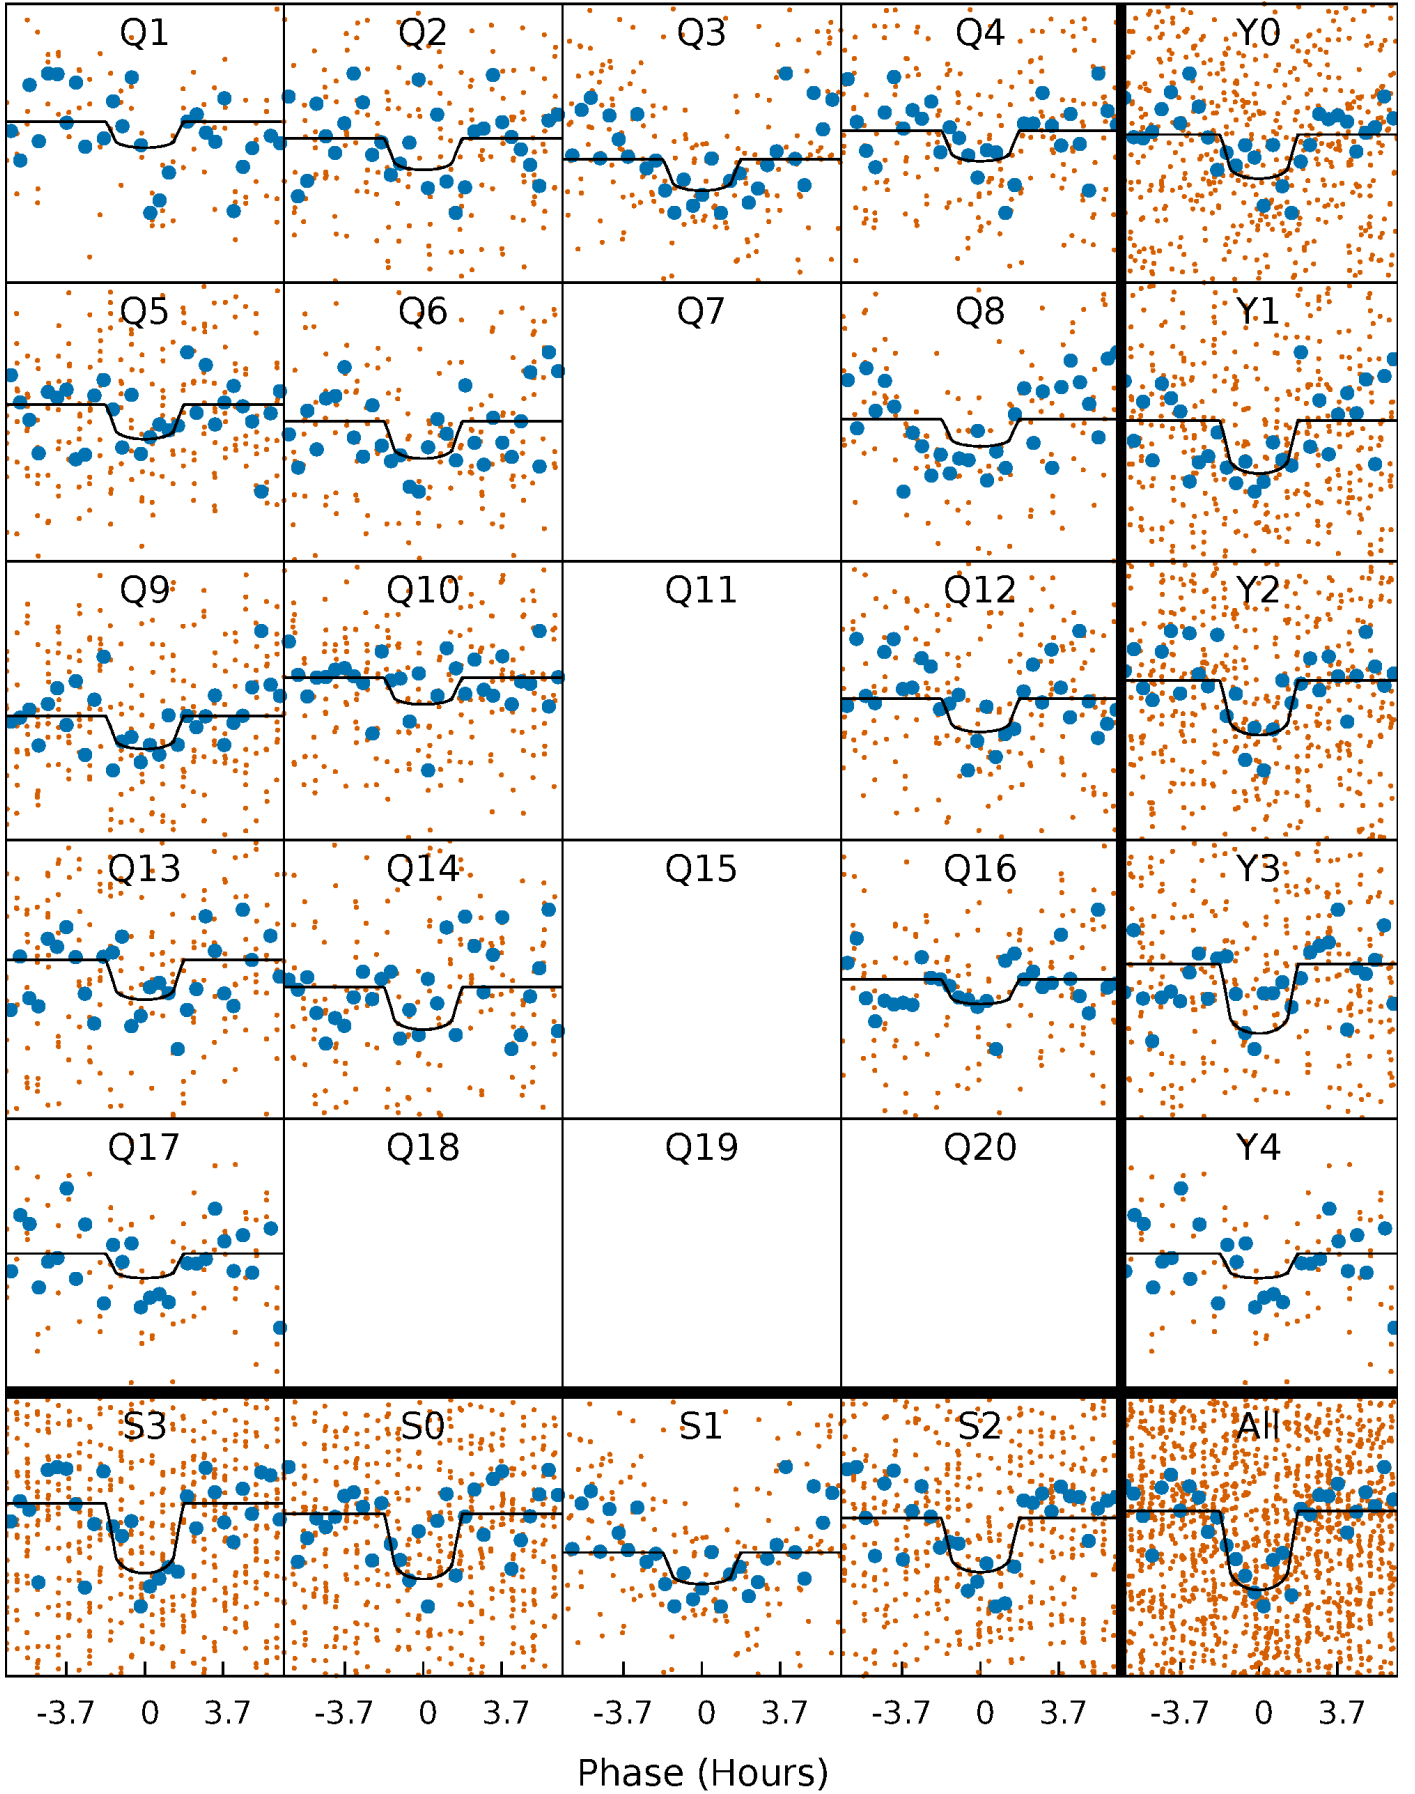 Q1 Q2 Q3 Q4 Y0
Q5 Q6 Q7 Q8 Y1
Q9 Q10 Q11 Q12 Y2
Q13 Q14 Q15 Q16 Y3
Q17 Q18 Q19 Q20 Y4
S3 S0 S1 S2 All
-3.7 0 3.7 -3.7 0 3.7 -3.7 0 3.7 -3.7 0 3.7 -3.7 0 3.7
Phase (Hours)